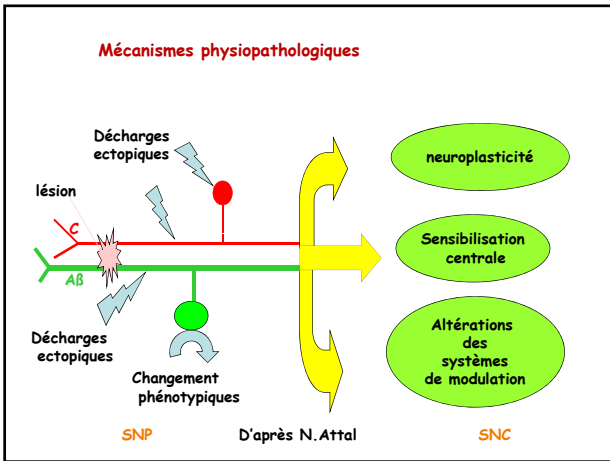 Mécanismes physiopathologiques
Décharges
ectopiques
neuroplasticité
lésion
C
Sensibilisation
centrale
Aß
Décharges
ectopiques
Altérations
des
systèmes
de modulation
Changement
phénotypiques
SNP
D'après N.Attal
SNC